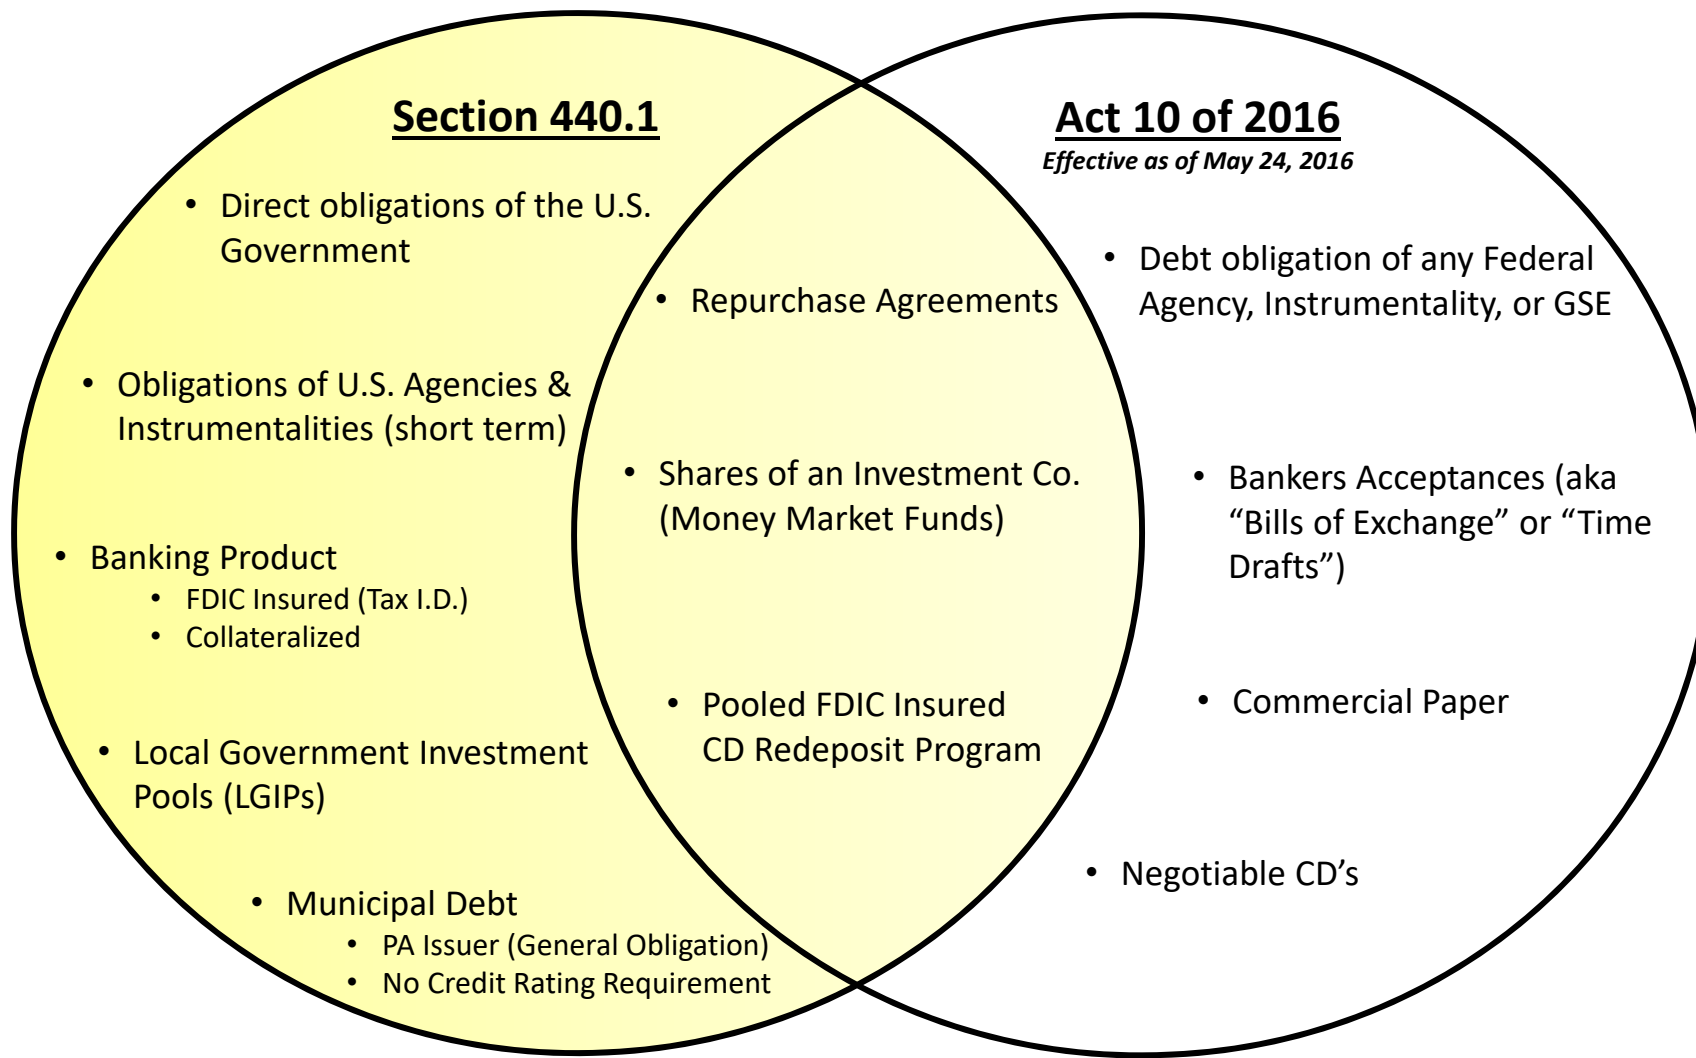 Section 440.1
• Direct obligations of the U.S.
Government
• Obligations of U.S. Agencies &
Instrumentalities (short term)
• Banking Product
• FDIC Insured (Tax I.D.)
• Collateralized
• Local Government Investment
Pools (LGIPs)
• Municipal Debt
• PA Issuer (General Obligation)
• No Credit Rating Requirement
• Repurchase Agreements
• Shares of an Investment Co.
(Money Market Funds)
• Pooled FDIC Insured
CD Redeposit Program
Act 10 of 2016
Effective as of May 24, 2016
• Debt obligation of any Federal
Agency, Instrumentality, or GSE
• Bankers Acceptances (aka
“Bills of Exchange” or “Time
Drafts”)
• Commercial Paper
• Negotiable CD’s